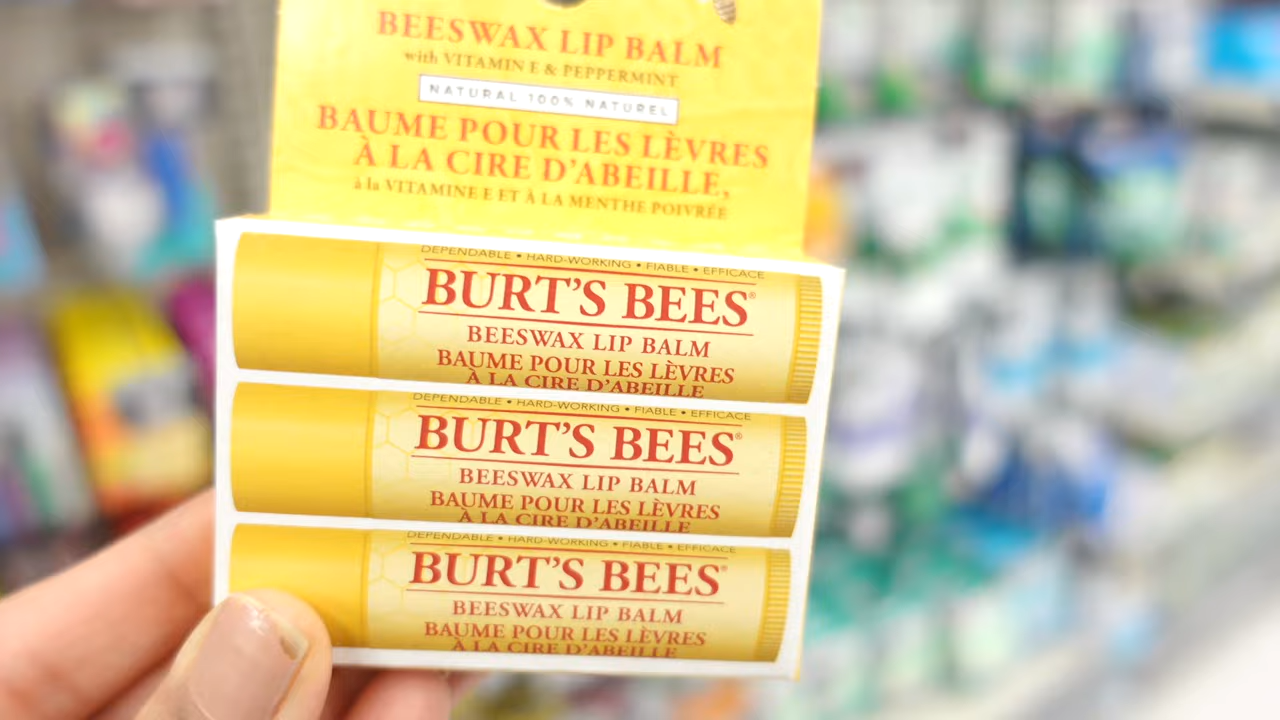 BEESWAX LIP BALM
with VITAMIN E & PEPPERMINT
NATURAL 100% NATUREL
BAUME POUR LES LÈVRES
À LA CIRE D'ABEILLE,
à la VITAMINE E ET À LA MENTHE POIVRÉE
DEPENDABLE • HARD-WORKING • FIABLE • EFFICACE
BURT'S BEES®
BEESWAX LIP BALM
BAUME POUR LES LÈVRES
À LA CIRE D'ABEILLE
DEPENDABLE • HARD-WORKING • FIABLE • EFFICACE
BURT'S BEES®
BEESWAX LIP BALM
BAUME POUR LES LÈVRES
À LA CIRE D'ABEILLE
DEPENDABLE • HARD-WORKING • FIABLE • EFFICACE
BURT'S BEES®
BEESWAX LIP BALM
BAUME POUR LES LÈVRES
À LA CIRE D'ABEILLE